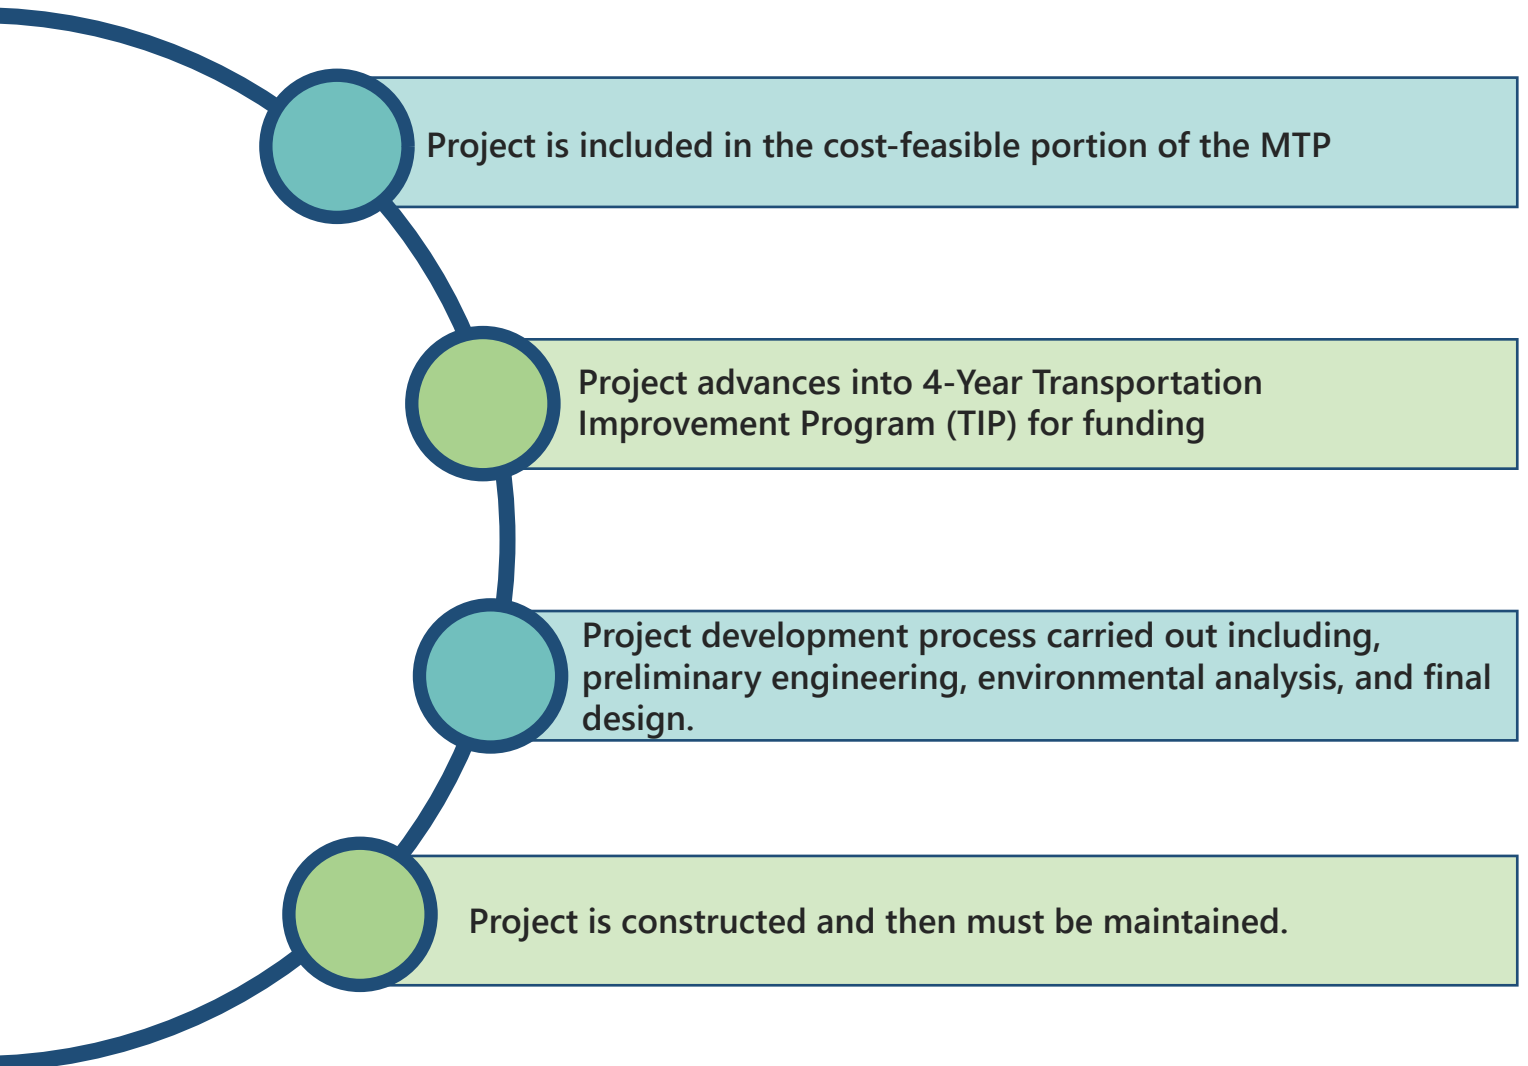 Project is included in the cost-feasible portion of the MTP
Project advances into 4-Year Transportation
Improvement Program (TIP) for funding
Project development process carried out including,
preliminary engineering, environmental analysis, and final
design.
Project is constructed and then must be maintained.